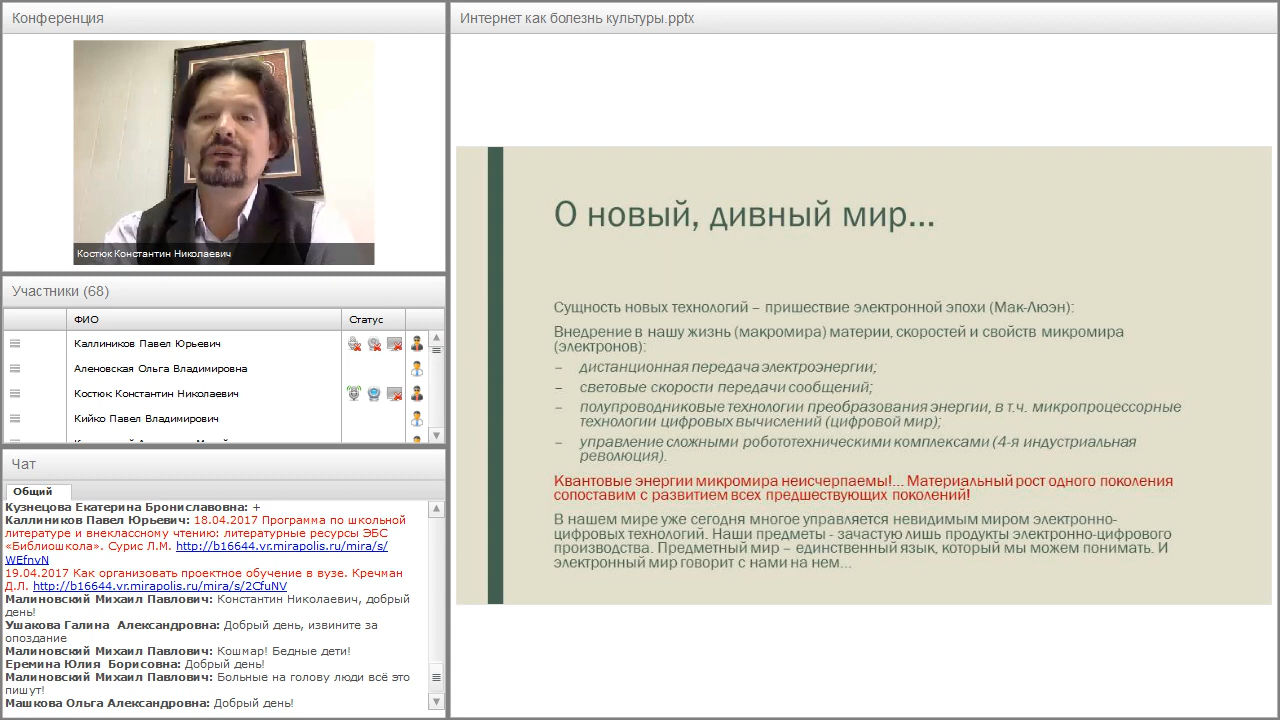 Конференция
Костюк Константин Николаевич
Участники (68)
ФИО
Статус
Каллиников Павел Юрьевич
Аленовская Ольга Владимировна
Костюк Константин Николаевич
Кийко Павел Владимирович
Чат
Общий
Кузнецова Екатерина Брониславовна: +
Каллиников Павел Юрьевич: 18.04.2017 Программа по школьной
литературе и внеклассному чтению: литературные ресурсы ЭБС
«Библиошкола». Сурис Л.М. http://b16644.vr.mirapolis.ru/mira/s/
WEfnvN
19.04.2017 Как организовать проектное обучение в вузе. Кречман
Д.Л. http://b16644.vr.mirapolis.ru/mira/s/2CfuNV
Малиновский Михаил Павлович: Константин Николаевич, добрый
день!
Ушакова Галина Александровна: Добрый день, извините за
опоздание
Малиновский Михаил Павлович: Кошмар! Бедные дети!
Еремина Юлия Борисовна: Добрый день!
Малиновский Михаил Павлович: Больные на голову люди всё это
пишут!
Машкова Ольга Александровна: Добрый день!
Интернет как болезнь культуры.pptx
О новый, дивный мир...
Сущность новых технологий – пришествие электронной эпохи (Мак-Люэн):
Внедрение в нашу жизнь (макромира) материи, скоростей и свойств микромира
(электронов):
– дистанционная передача электроэнергии;
– световые скорости передачи сообщений;
– полупроводниковые технологии преобразования энергии, в т.ч. микропроцессорные
технологии цифровых вычислений (цифровой мир);
– управление сложными робототехническими комплексами (4-я индустриальная
революция).
Квантовые энергии микромира неисчерпаемы!... Материальный рост одного поколения
сопоставим с развитием всех предшествующих поколений!
В нашем мире уже сегодня многое управляется невидимым миром электронно-
цифровых технологий. Наши предметы - зачастую лишь продукты электронно-цифрового
производства. Предметный мир – единственный язык, который мы можем понимать. И
электронный мир говорит с нами на нем...